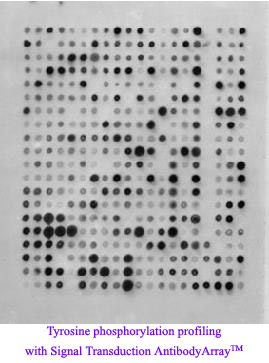 Tyrosine phosphorylation profiling
with Signal Transduction AntibodyArray™